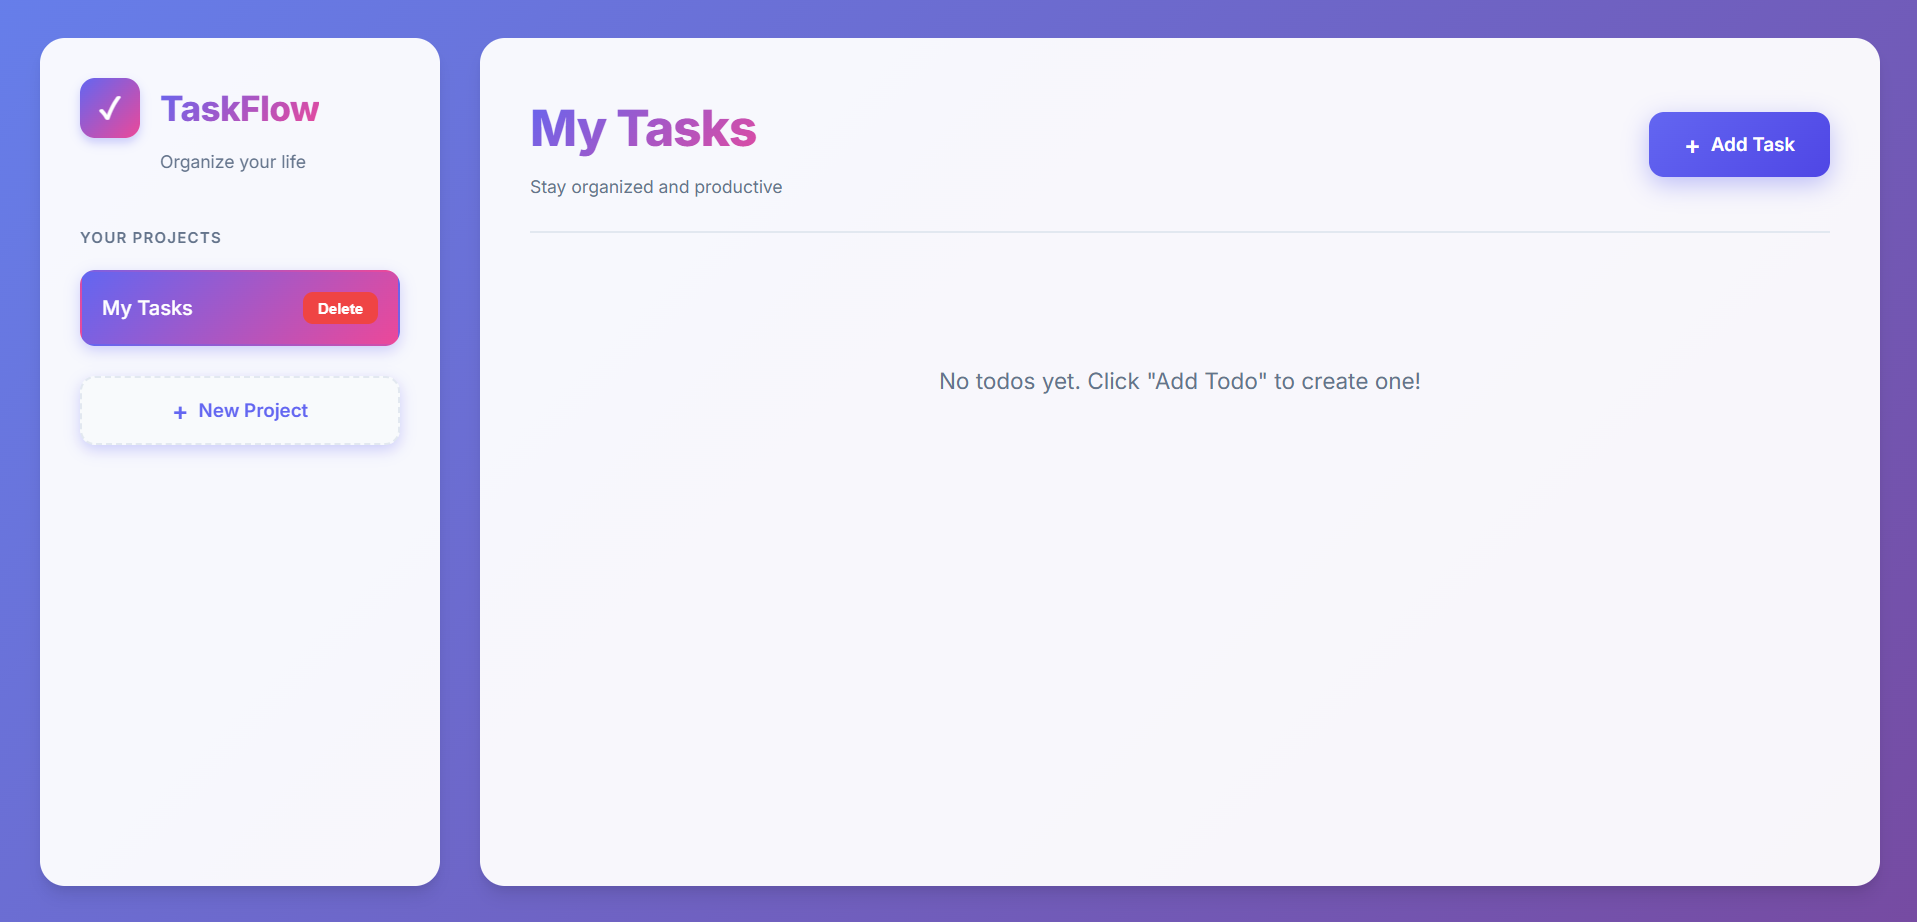 TaskFlow
Organize your life
YOUR PROJECTS
My Tasks
Delete
+ New Project
My Tasks
Stay organized and productive
+ Add Task
No todos yet. Click "Add Todo" to create one!